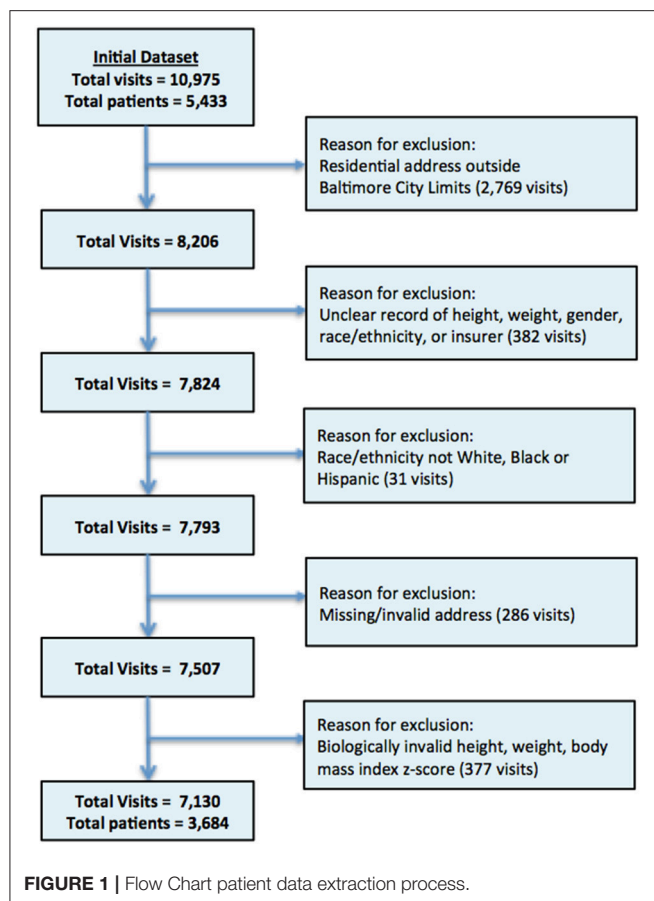 Initial Dataset
Total visits = 10,975
Total patients = 5,433
Reason for exclusion:
Residential address outside
Baltimore City Limits (2,769 visits)
Total Visits = 8,206
Reason for exclusion:
Unclear record of height, weight, gender,
race/ethnicity, or insurer (382 visits)
Total Visits = 7,824
Reason for exclusion:
Race/ethnicity not White, Black or
Hispanic (31 visits)
Total Visits = 7,793
Reason for exclusion:
Missing/invalid address (286 visits)
Total Visits = 7,507
Reason for exclusion:
Biologically invalid height, weight, body
mass index z-score (377 visits)
Total Visits = 7,130
Total patients = 3,684
FIGURE 1 | Flow Chart patient data extraction process.